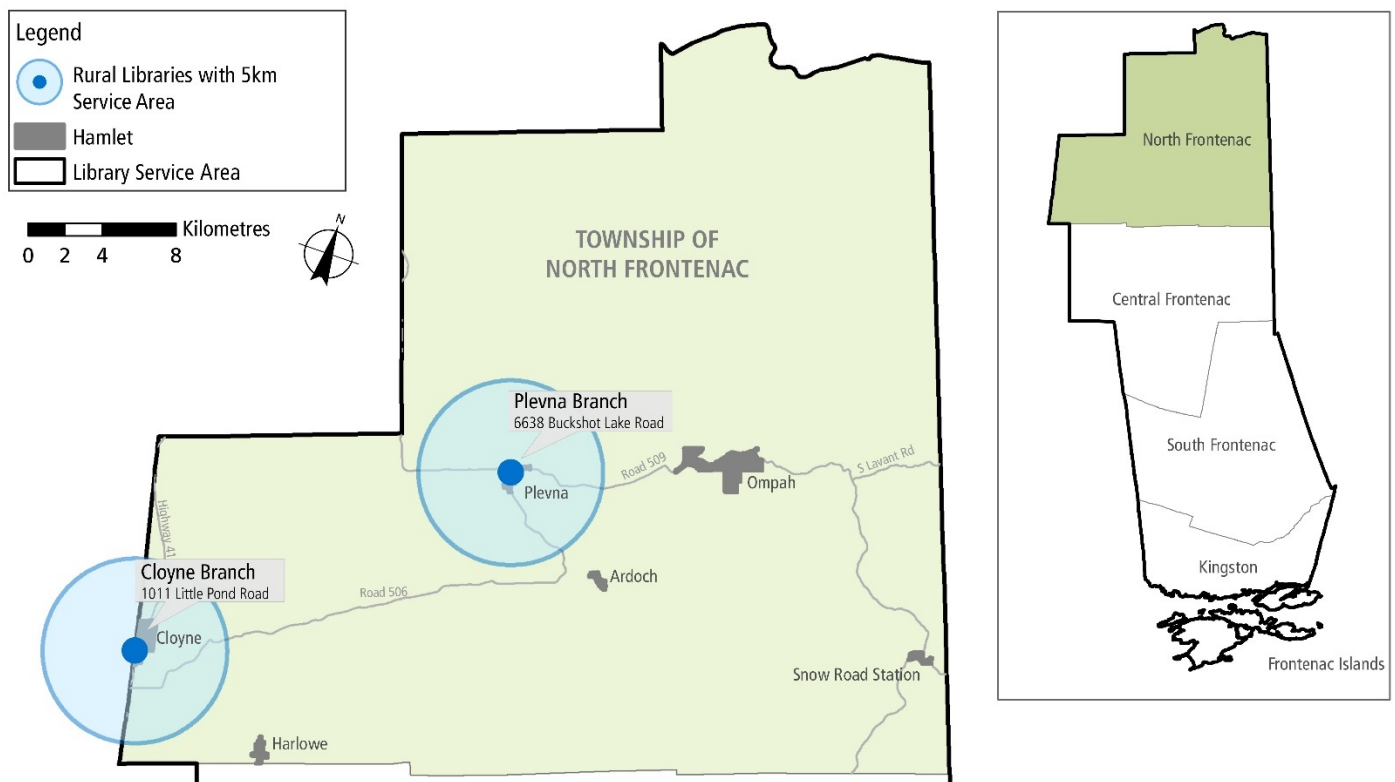 Legend
Rural Libraries with 5km
Service Area
Hamlet
Library Service Area
Kilometres
0 2 4 8
N
TOWNSHIP OF
NORTH FRONTENAC
Plevna Branch
6638 Buckshot Lake Road
Plevna
Road 509
Ompah
S Lavant Rd
Highway 41
Cloyne Branch
1011 Little Pond Road
Cloyne
Road 506
Ardoch
Snow Road Station
Harlowe
North Frontenac
Central Frontenac
South Frontenac
Kingston
Frontenac Islands